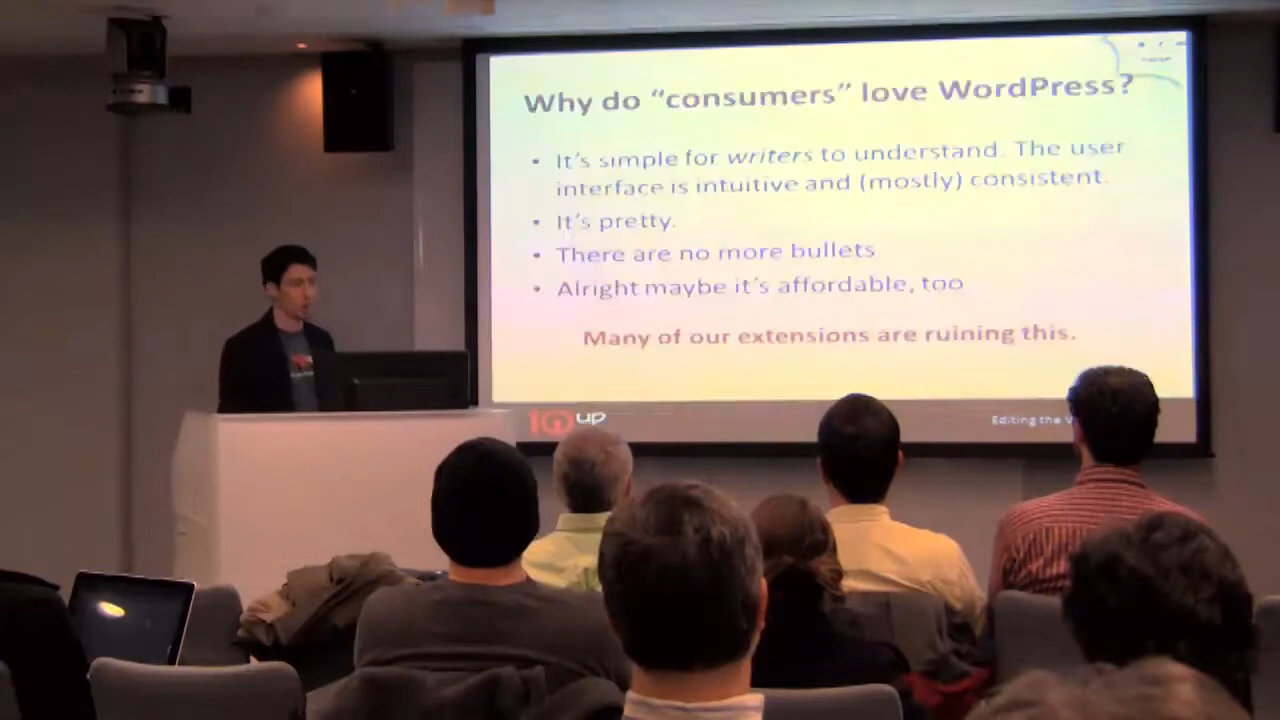 Why do “consumers” love WordPress?
• It’s simple for writers to understand. The user
interface is intuitive and (mostly) consistent.
• It’s pretty.
• There are no more bullets
• Alright maybe it’s affordable, too
Many of our extensions are ruining this.
10up
Editing the